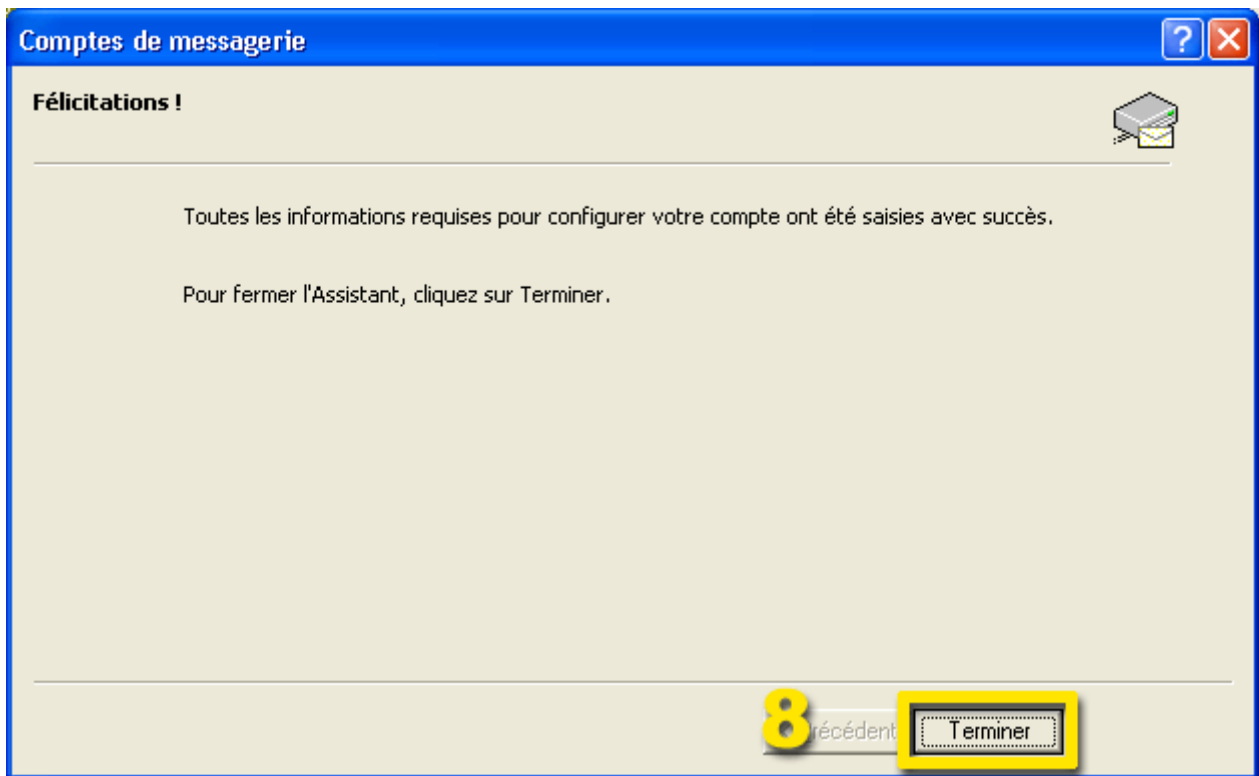 Comptes de messagerie
Félicitations !
Toutes les informations requises pour configurer votre compte ont été saisies avec succès.
Pour fermer l'Assistant, cliquez sur Terminer.
8 récédent Terminer